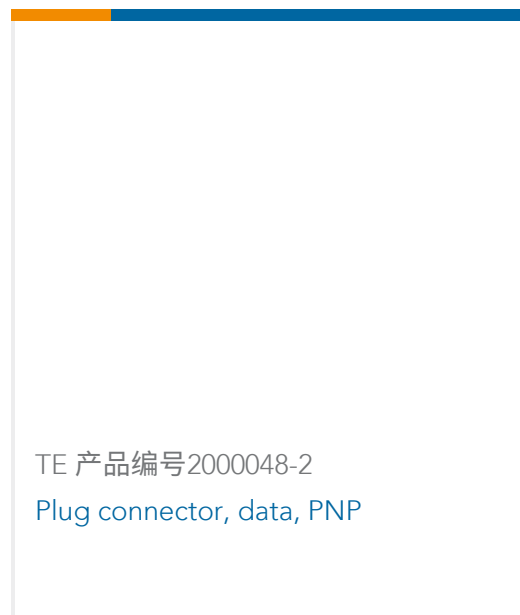 TE 产品编号2000048-2
Plug connector, data, PNP